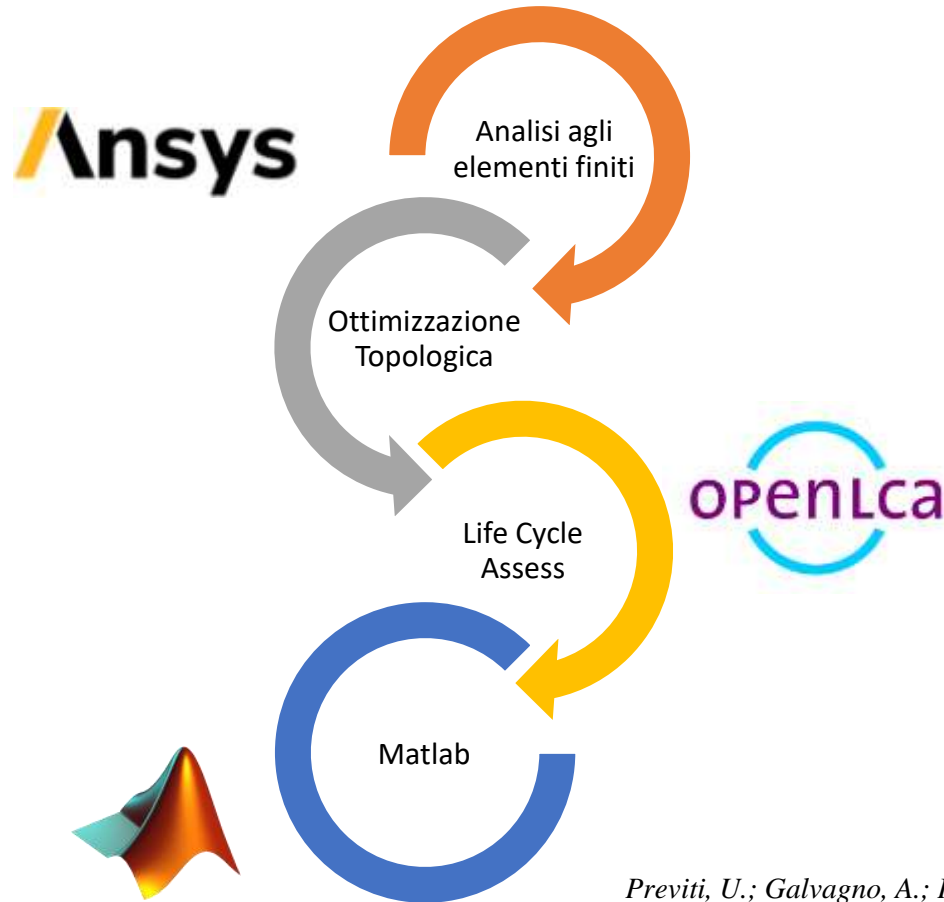 Ansys
Analisi agli
elementi finiti
Ottimizzazione
Topologica
Life Cycle
Assess
openLca
Matlab
Previti, U.; Galvagno, A.;